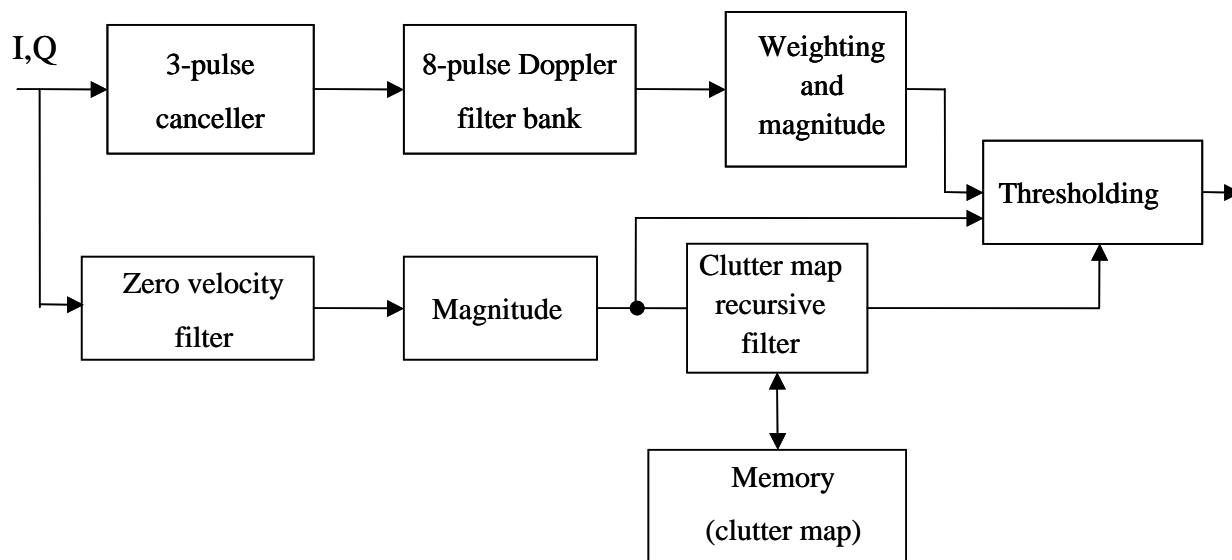 I,Q
3-pulse
canceller
8-pulse Doppler
filter bank
Weighting
and
magnitude
Thresholding
Zero velocity
filter
Magnitude
Clutter map
recursive
filter
Memory
(clutter map)